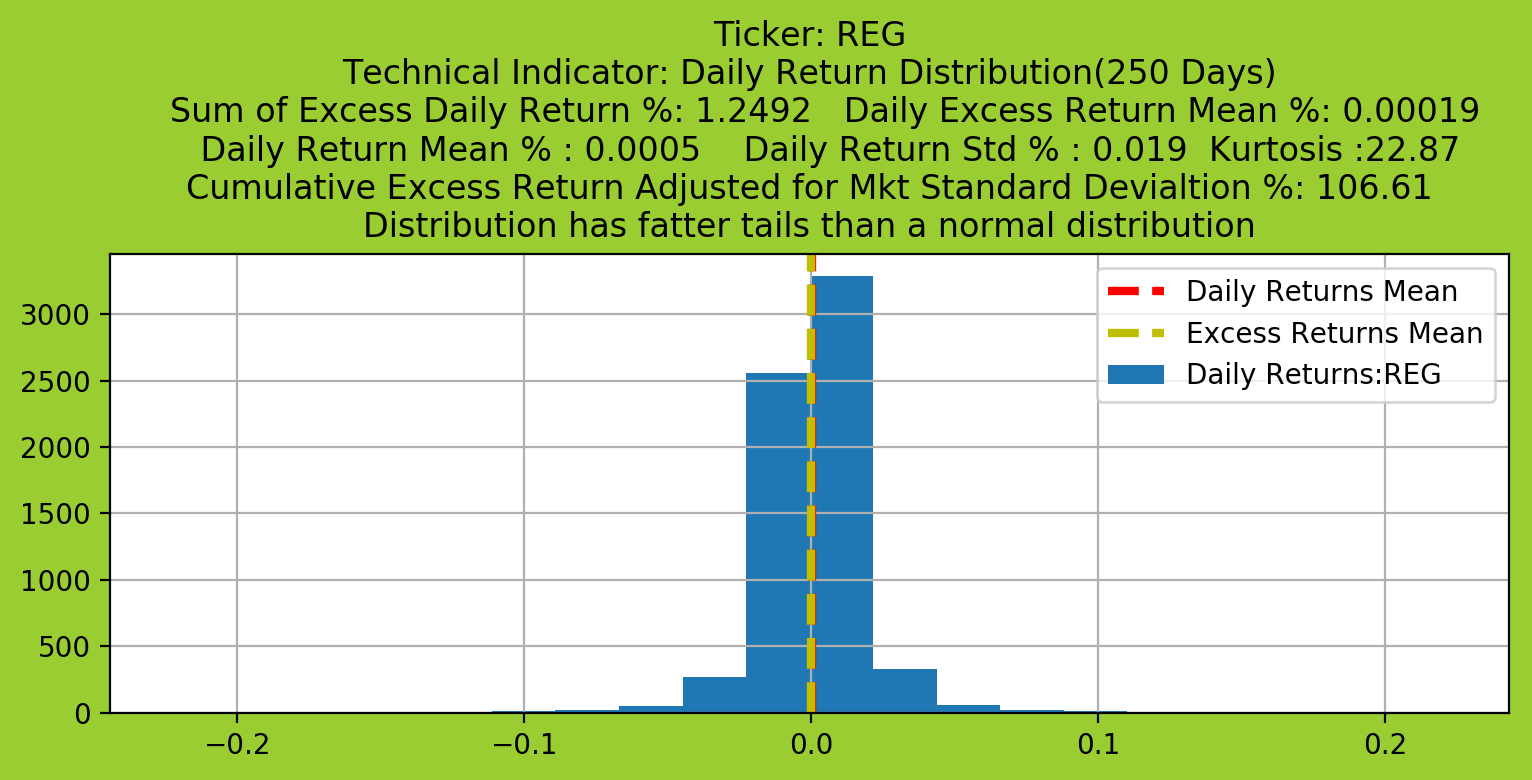 Ticker: REG
Technical Indicator: Daily Return Distribution(250 Days)
Sum of Excess Daily Return %: 1.2492   Daily Excess Return Mean %: 0.00019
Daily Return Mean % : 0.0005    Daily Return Std % : 0.019  Kurtosis :22.87
Cumulative Excess Return Adjusted for Mkt Standard Devialtion %: 106.61
Distribution has fatter tails than a normal distribution
Daily Returns Mean
Excess Returns Mean
Daily Returns:REG
3000
2500
2000
1500
1000
500
0
−0.2
−0.1
0.0
0.1
0.2